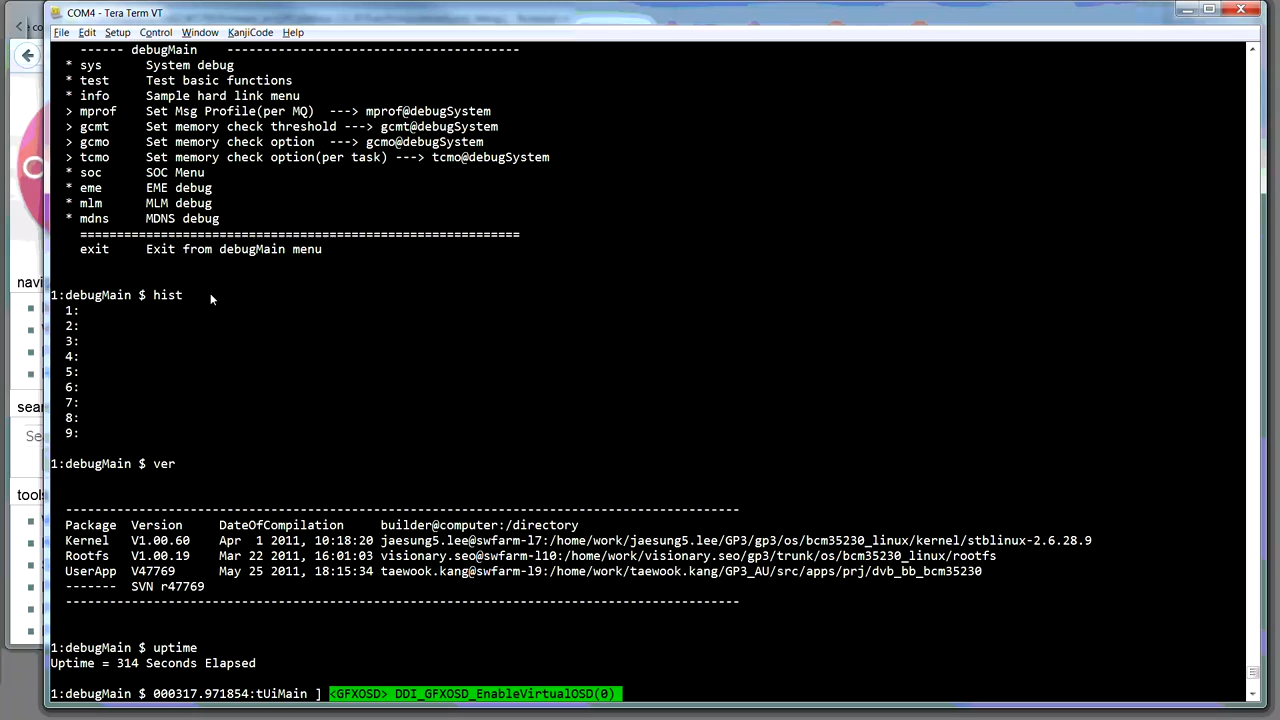 COM4 - Tera Term VT
File Edit Setup Control Window KanjiCode Help
------ debugMain ----------------------------------------
* sys System debug
* test Test basic functions
* info Sample hard link menu
> mprof Set Msg Profile(per MQ) ---> mprof@debugSystem
> gcmt Set memory check threshold ---> gcmt@debugSystem
> gcmo Set memory check option ---> gcmo@debugSystem
> tcmo Set memory check option(per task) ---> tcmo@debugSystem
* soc SOC Menu
* eme EME debug
* mlm MLM debug
* mdns MDNS debug
============================================================
exit Exit from debugMain menu
1:debugMain $ hist
1:
2:
3:
4:
5:
6:
7:
8:
9:
1:debugMain $ ver
--------------------------------------------------------------------------------------------
Package Version DateOfCompilation builder@computer:/directory
Kernel V1.00.60 Apr 1 2011, 10:18:20 jaesung5.lee@swfarm-l7:/home/work/jaesung5.lee/GP3/gp3/os/bcm35230_linux/kernel/stblinux-2.6.28.9
Rootfs V1.00.19 Mar 22 2011, 16:01:03 visionary.seo@swfarm-l10:/home/work/visionary.seo/gp3/trunk/os/bcm35230_linux/rootfs
UserApp V47769 May 25 2011, 18:15:34 taewook.kang@swfarm-l9:/home/work/taewook.kang/GP3_AU/src/apps/prj/dvb_bb_bcm35230
------- SVN r47769
--------------------------------------------------------------------------------------------
1:debugMain $ uptime
Uptime = 314 Seconds Elapsed
1:debugMain $ 000317.971854:tUiMain ] <GFXOSD> DDI_GFXOSD_EnableVirtualOSD(0)
navi
sear
Se
tools